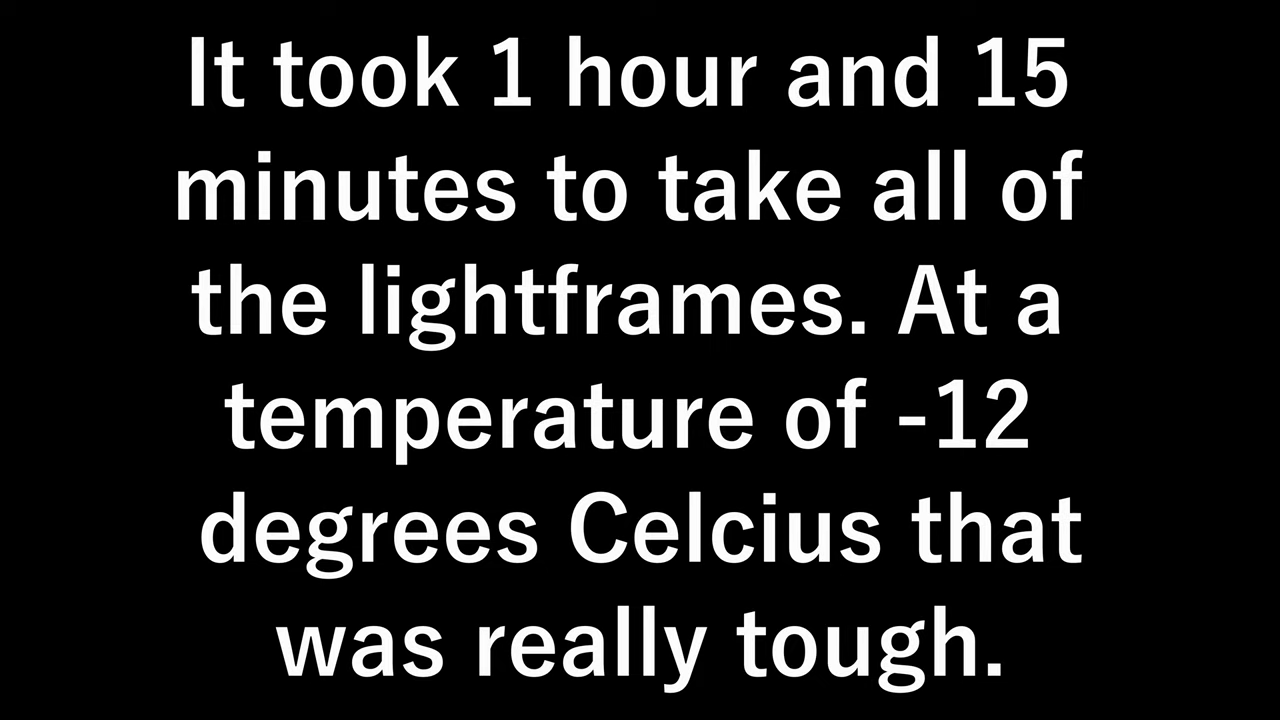 It took 1 hour and 15
minutes to take all of
the lightframes. At a
temperature of -12
degrees Celcius that
was really tough.